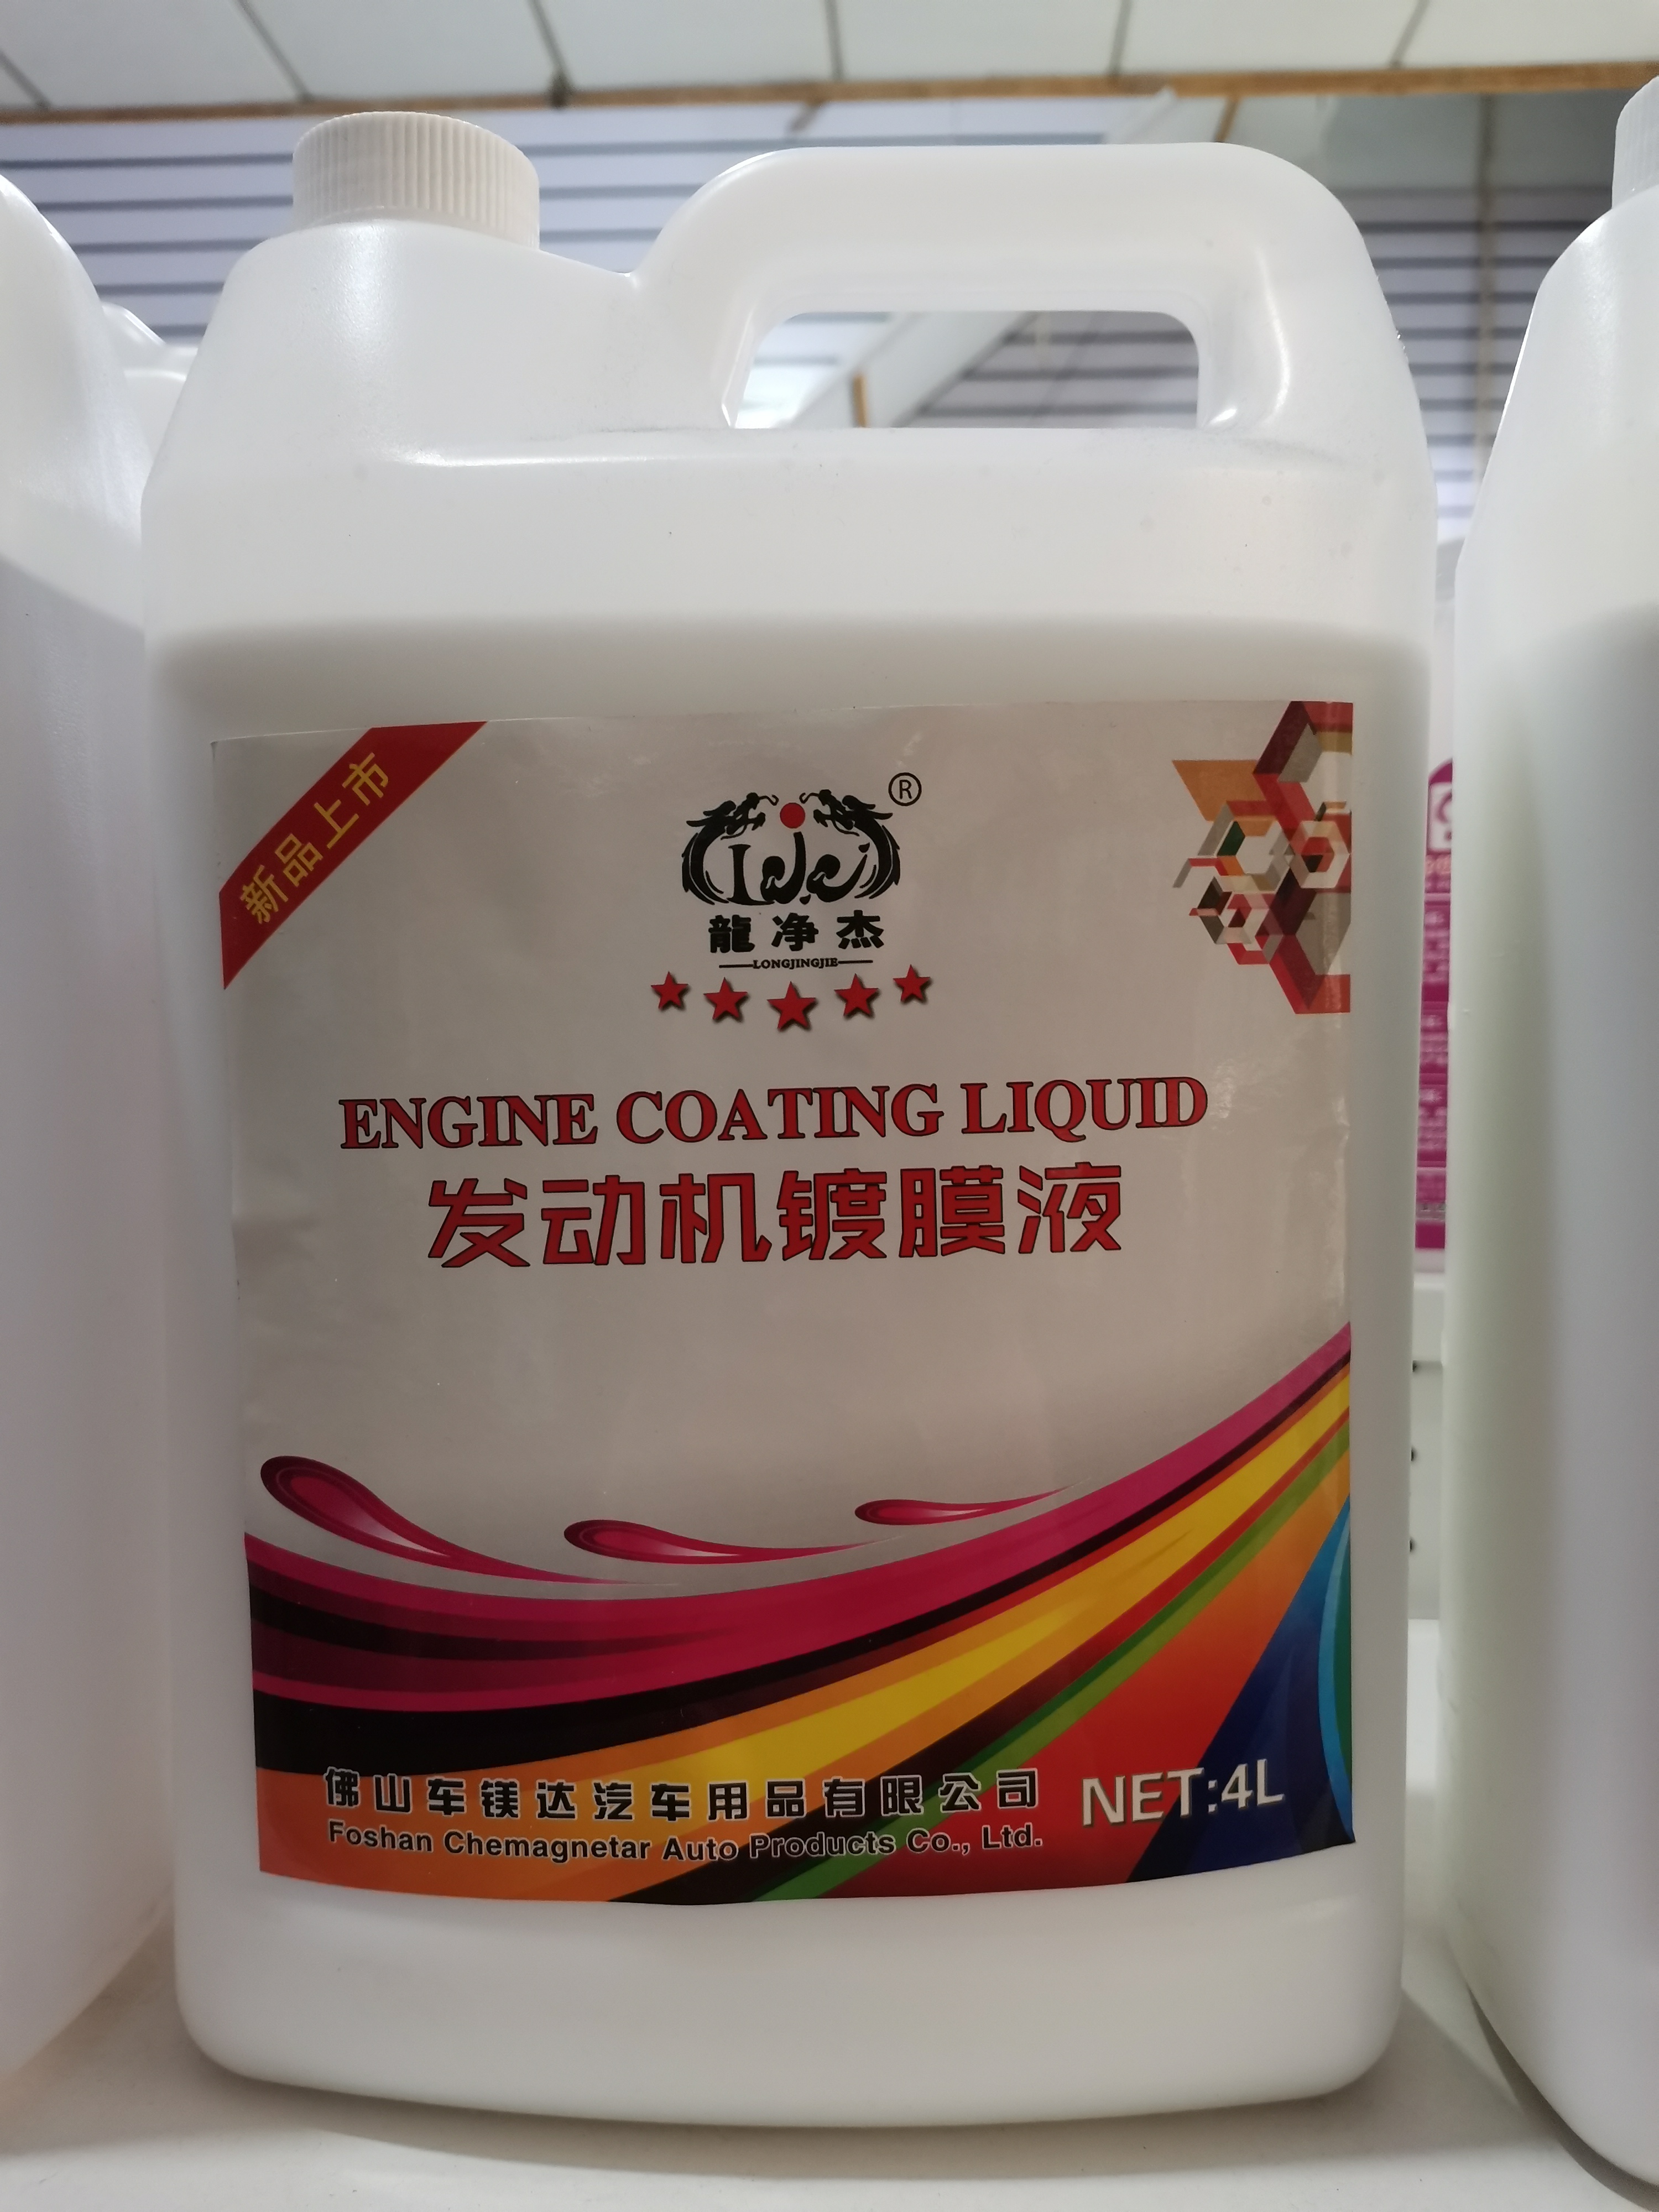 新品上市
®
Ljj
龍净杰
LONGJINGJIE
ENGINE COATING LIQUID
发动机镀膜液
佛山车镁达汽车用品有限公司
Foshan Chemagnetar Auto Products Co., Ltd.
NET:4L